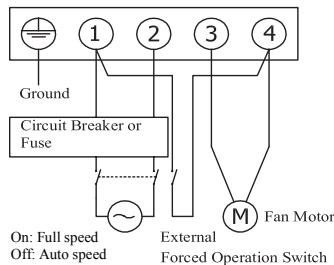 1 2 3 4
Ground
Circuit Breaker or
Fuse
M Fan Motor
On: Full speed
Off: Auto speed
External
Forced Operation Switch